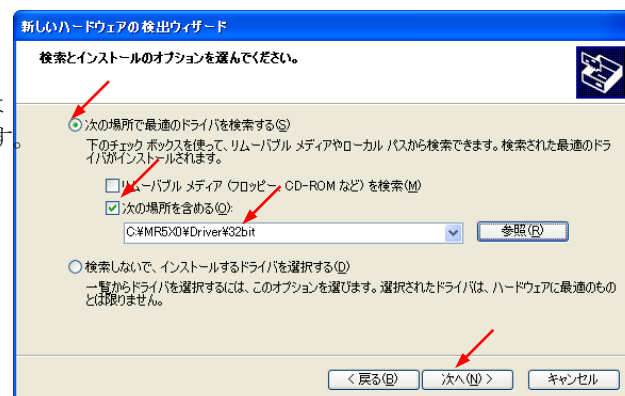 新しいハードウェアの検出ウィザード
検索とインストールのオプションを選んでください。
す。
次の場所で最適のドライバを検索する(S)
下のチェック ボックスを使って、リムーバブル メディアやローカル パスから検索できます。検索された最適のドラ
イバがインストールされます。
リムーバブル メディア (フロッピー、CD-ROM など) を検索(M)
次の場所を含める(O):
C:¥MR5X0¥Driver¥32bit
参照(R)
検索しないで、インストールするドライバを選択する(D)
一覧からドライバを選択するには、このオプションを選びます。選択されたドライバは、ハードウェアに最適のもの
とは限りません。
< 戻る(B) 次へ(N) > キャンセル